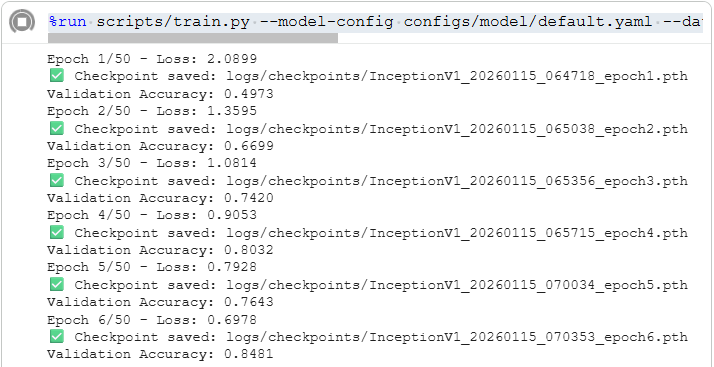 %run scripts/train.py --model-config configs/model/default.yaml
Epoch 1/50 - Loss: 2.0899
✅ Checkpoint saved: logs/checkpoints/InceptionV1_20260115_064718_epoch1.pth
Validation Accuracy: 0.4973
Epoch 2/50 - Loss: 1.3595
✅ Checkpoint saved: logs/checkpoints/InceptionV1_20260115_065038_epoch2.pth
Validation Accuracy: 0.6699
Epoch 3/50 - Loss: 1.0814
✅ Checkpoint saved: logs/checkpoints/InceptionV1_20260115_065356_epoch3.pth
Validation Accuracy: 0.7420
Epoch 4/50 - Loss: 0.9053
✅ Checkpoint saved: logs/checkpoints/InceptionV1_20260115_065715_epoch4.pth
Validation Accuracy: 0.8032
Epoch 5/50 - Loss: 0.7928
✅ Checkpoint saved: logs/checkpoints/InceptionV1_20260115_070034_epoch5.pth
Validation Accuracy: 0.7643
Epoch 6/50 - Loss: 0.6978
✅ Checkpoint saved: logs/checkpoints/InceptionV1_20260115_070353_epoch6.pth
Validation Accuracy: 0.8481